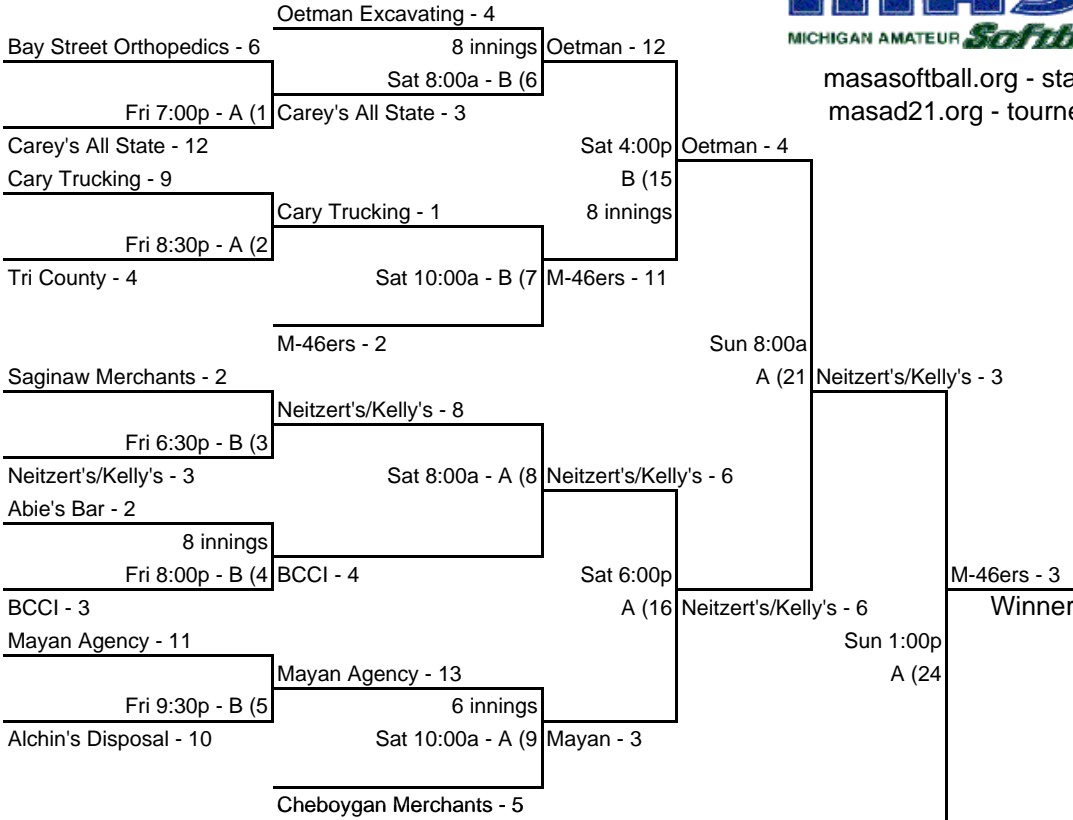 Oetman Excavating - 4
MICHIGAN AMATEUR
Bay Street Orthopedics - 6
8 innings
Oetman - 12
Sat 8:00a - B (6
masasoftball.org
masad21.org
Fri 7:00p - A (1
Carey's All State - 3
Carey's All State - 12
Sat 4:00p
Oetman - 4
Cary Trucking - 9
B (15
Cary Trucking - 1
8 innings
Fri 8:30p - A (2
Tri County - 4
Sat 10:00a - B (7
M-46ers - 11
M-46ers - 2
Sun 8:00a
Saginaw Merchants - 2
A (21
Neitzert's/Kelly's - 3
Neitzert's/Kelly's - 8
Fri 6:30p - B (3
Neitzert's/Kelly's - 3
Sat 8:00a - A (8
Neitzert's/Kelly's - 6
Abie's Bar - 2
8 innings
Fri 8:00p - B (4
BCCI - 4
Sat 6:00p
M-46ers - 3
BCCI - 3
A (16
Neitzert's/Kelly's - 6
Winner
Mayan Agency - 11
Sun 1:00p
Mayan Agency - 13
A (24
Fri 9:30p - B (5
6 innings
Alchin's Disposal - 10
Sat 10:00a - A (9
Mayan - 3
Cheboygan Merchants - 5